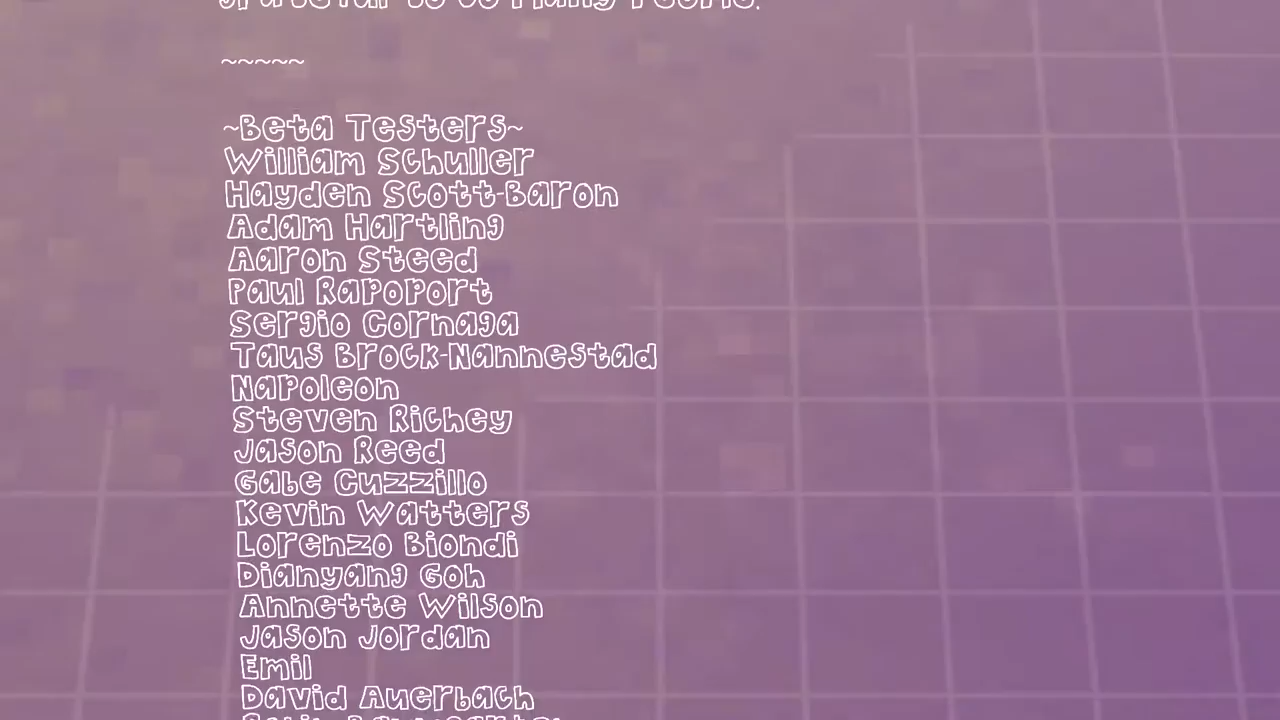 ~~~~~
~Beta Testers~
William Schuller
Hayden Scott-Baron
Adam Hartling
Aaron Steed
Paul Rapoport
Sergio Cornaga
Taus Brock-Nannestad
Napoleon
Steven Richey
Jason Reed
Gabe Cuzzillo
Kevin Watters
Lorenzo Biondi
Dianyang Goh
Annette Wilson
Jason Jordan
Emil
David Auerbach